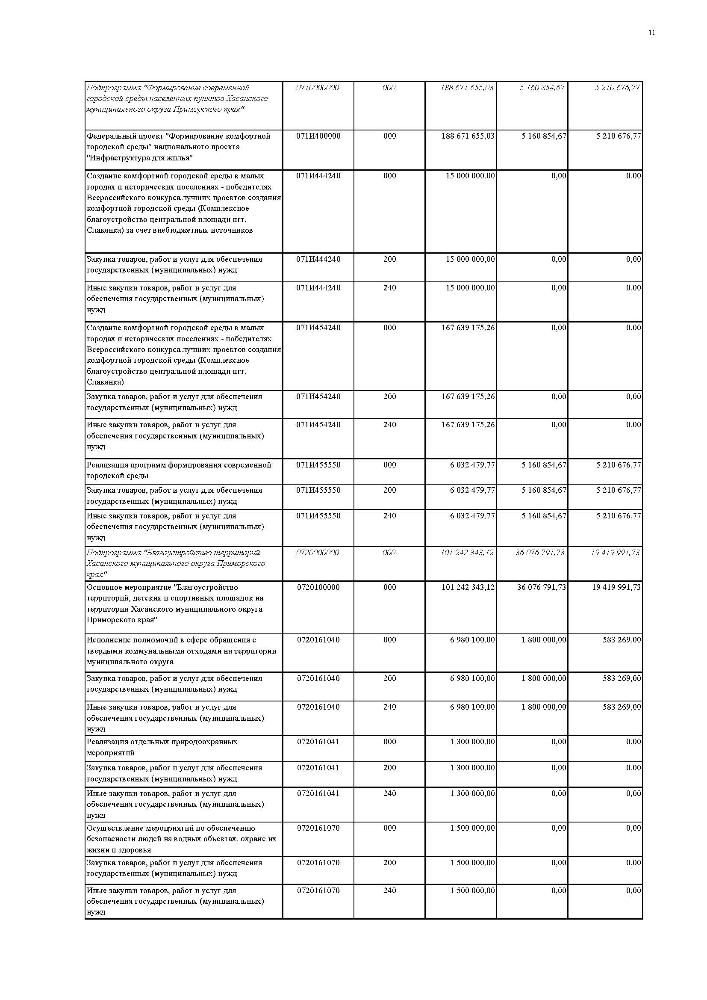 11
Подпрограмма "Формирование современной 0710000000 000 188 671 655,03 5 160 854,67 5 210 676,77
городской среды населенных пунктов Хасанского
муниципального округа Приморского края"
Федеральный проект "Формирование комфортной 071И400000 000 188 671 655,03 5 160 854,67 5 210 676,77
городской среды" национального проекта
"Инфраструктура для жилья"
Создание комфортной городской среды в малых 071И444240 000 15 000 000,00 0,00 0,00
городах и исторических поселениях - победителях
Всероссийского конкурса лучших проектов создания
комфортной городской среды (Комплексное
благоустройство центральной площади пгт.
Славянка) за счет внебюджетных источников
Закупка товаров, работ и услуг для обеспечения 071И444240 200 15 000 000,00 0,00 0,00
государственных (муниципальных) нужд
Иные закупки товаров, работ и услуг для 071И444240 240 15 000 000,00 0,00 0,00
обеспечения государственных (муниципальных)
нужд
Создание комфортной городской среды в малых 071И454240 000 167 639 175,26 0,00 0,00
городах и исторических поселениях - победителях
Всероссийского конкурса лучших проектов создания
комфортной городской среды (Комплексное
благоустройство центральной площади пгт.
Славянка)
Закупка товаров, работ и услуг для обеспечения 071И454240 200 167 639 175,26 0,00 0,00
государственных (муниципальных) нужд
Иные закупки товаров, работ и услуг для 071И454240 240 167 639 175,26 0,00 0,00
обеспечения государственных (муниципальных)
нужд
Реализация программ формирования современной 071И455550 000 6 032 479,77 5 160 854,67 5 210 676,77
городской среды
Закупка товаров, работ и услуг для обеспечения 071И455550 200 6 032 479,77 5 160 854,67 5 210 676,77
государственных (муниципальных) нужд
Иные закупки товаров, работ и услуг для 071И455550 240 6 032 479,77 5 160 854,67 5 210 676,77
обеспечения государственных (муниципальных)
нужд
Подпрограмма "Благоустройство территорий 0720000000 000 101 242 343,12 36 076 791,73 19 419 991,73
Хасанского муниципального округа Приморского
края"
Основное мероприятие "Благоустройство 0720100000 000 101 242 343,12 36 076 791,73 19 419 991,73
территорий, детских и спортивных площадок на
территории Хасанского муниципального округа
Приморского края"
Исполнение полномочий в сфере обращения с 0720161040 000 6 980 100,00 1 800 000,00 583 269,00
твердыми коммунальными отходами на территории
муниципального округа
Закупка товаров, работ и услуг для обеспечения 0720161040 200 6 980 100,00 1 800 000,00 583 269,00
государственных (муниципальных) нужд
Иные закупки товаров, работ и услуг для 0720161040 240 6 980 100,00 1 800 000,00 583 269,00
обеспечения государственных (муниципальных)
нужд
Реализация отдельных природоохранных 0720161041 000 1 300 000,00 0,00 0,00
мероприятий
Закупка товаров, работ и услуг для обеспечения 0720161041 200 1 300 000,00 0,00 0,00
государственных (муниципальных) нужд
Иные закупки товаров, работ и услуг для 0720161041 240 1 300 000,00 0,00 0,00
обеспечения государственных (муниципальных)
нужд
Осуществление мероприятий по обеспечению 0720161070 000 1 500 000,00 0,00 0,00
безопасности людей на водных объектах, охране их
жизни и здоровья
Закупка товаров, работ и услуг для обеспечения 0720161070 200 1 500 000,00 0,00 0,00
государственных (муниципальных) нужд
Иные закупки товаров, работ и услуг для 0720161070 240 1 500 000,00 0,00 0,00
обеспечения государственных (муниципальных)
нужд